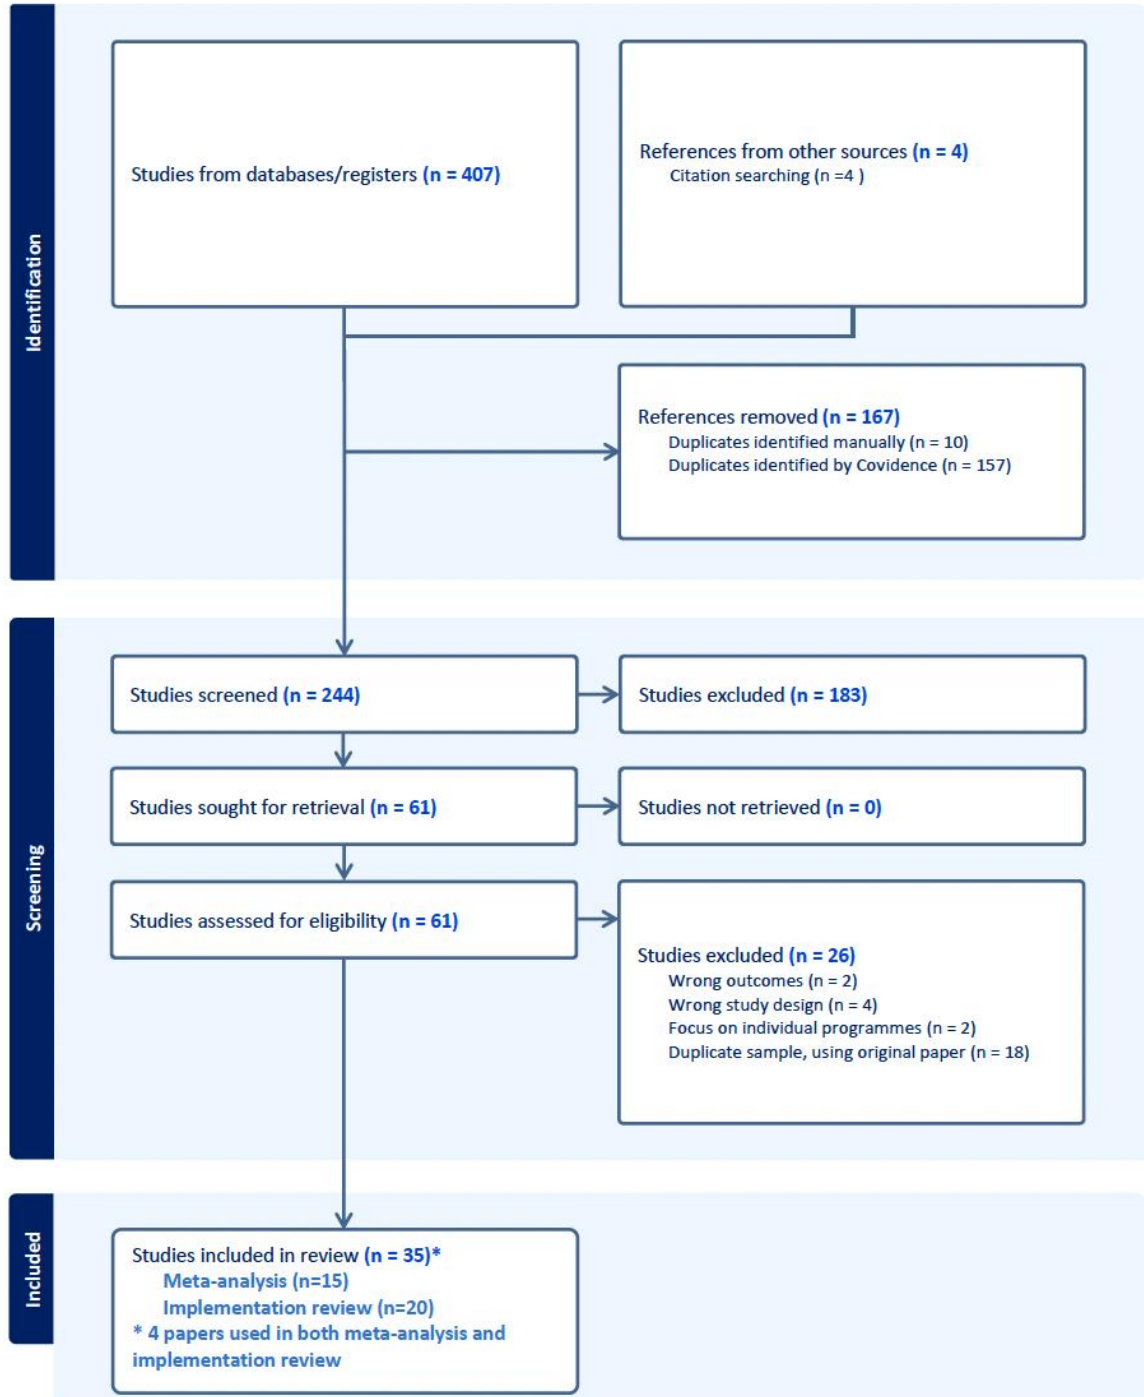 Identification
Studies from databases/registers (n = 407)
References from other sources (n = 4)
Citation searching (n =4 )
References removed (n = 167)
Duplicates identified manually (n = 10)
Duplicates identified by Covidence (n = 157)
Screening
Studies screened (n = 244)
Studies excluded (n = 183)
Studies sought for retrieval (n = 61)
Studies not retrieved (n = 0)
Studies assessed for eligibility (n = 61)
Studies excluded (n = 26)
Wrong outcomes (n = 2)
Wrong study design (n = 4)
Focus on individual programmes (n = 2)
Duplicate sample, using original paper (n = 18)
Included
Studies included in review (n = 35)*
Meta-analysis (n=15)
Implementation review (n=20)
* 4 papers used in both meta-analysis and
implementation review